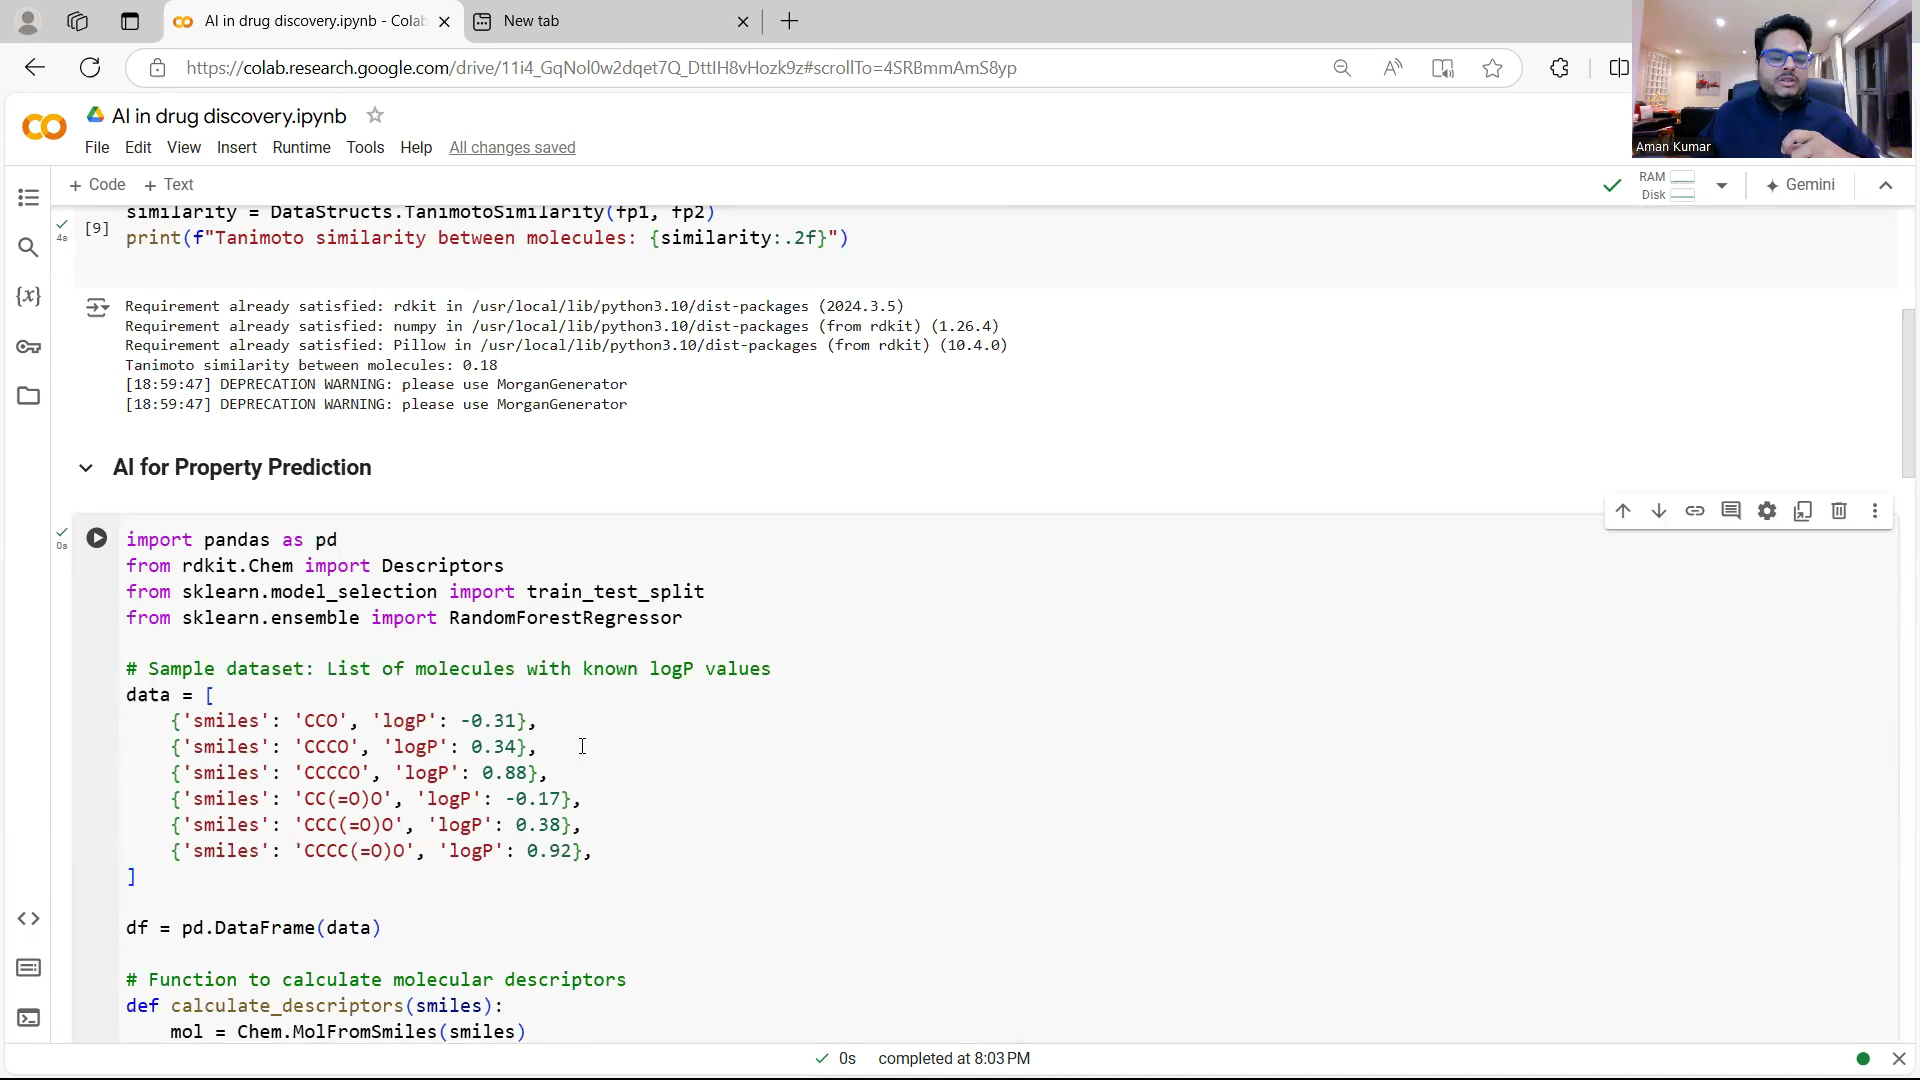 AI in drug discovery.ipynb - Colab
New tab
https://colab.research.google.com/drive/11i4_GqNol0w2dqet7Q_DttIH8vHozk9z#scrollTo=4SRBmmAmS8yp
Aman Kumar
AI in drug discovery.ipynb
File Edit View Insert Runtime Tools Help All changes saved
+ Code + Text
RAM
Disk
Gemini
similarity = DataStructs.TanimotoSimilarity(fp1, fp2)
4s
[9]
print(f"Tanimoto similarity between molecules: {similarity:.2f}")
Requirement already satisfied: rdkit in /usr/local/lib/python3.10/dist-packages (2024.3.5)
Requirement already satisfied: numpy in /usr/local/lib/python3.10/dist-packages (from rdkit) (1.26.4)
Requirement already satisfied: Pillow in /usr/local/lib/python3.10/dist-packages (from rdkit) (10.4.0)
Tanimoto similarity between molecules: 0.18
[18:59:47] DEPRECATION WARNING: please use MorganGenerator
[18:59:47] DEPRECATION WARNING: please use MorganGenerator
AI for Property Prediction
0s
import pandas as pd
from rdkit.Chem import Descriptors
from sklearn.model_selection import train_test_split
from sklearn.ensemble import RandomForestRegressor
# Sample dataset: List of molecules with known logP values
data = [
{'smiles': 'CCO', 'logP': -0.31},
{'smiles': 'CCCO', 'logP': 0.34},
{'smiles': 'CCCCO', 'logP': 0.88},
{'smiles': 'CC(=O)O', 'logP': -0.17},
{'smiles': 'CCC(=O)O', 'logP': 0.38},
{'smiles': 'CCCC(=O)O', 'logP': 0.92},
]
df = pd.DataFrame(data)
# Function to calculate molecular descriptors
def calculate_descriptors(smiles):
mol = Chem.MolFromSmiles(smiles)
0s completed at 8:03 PM